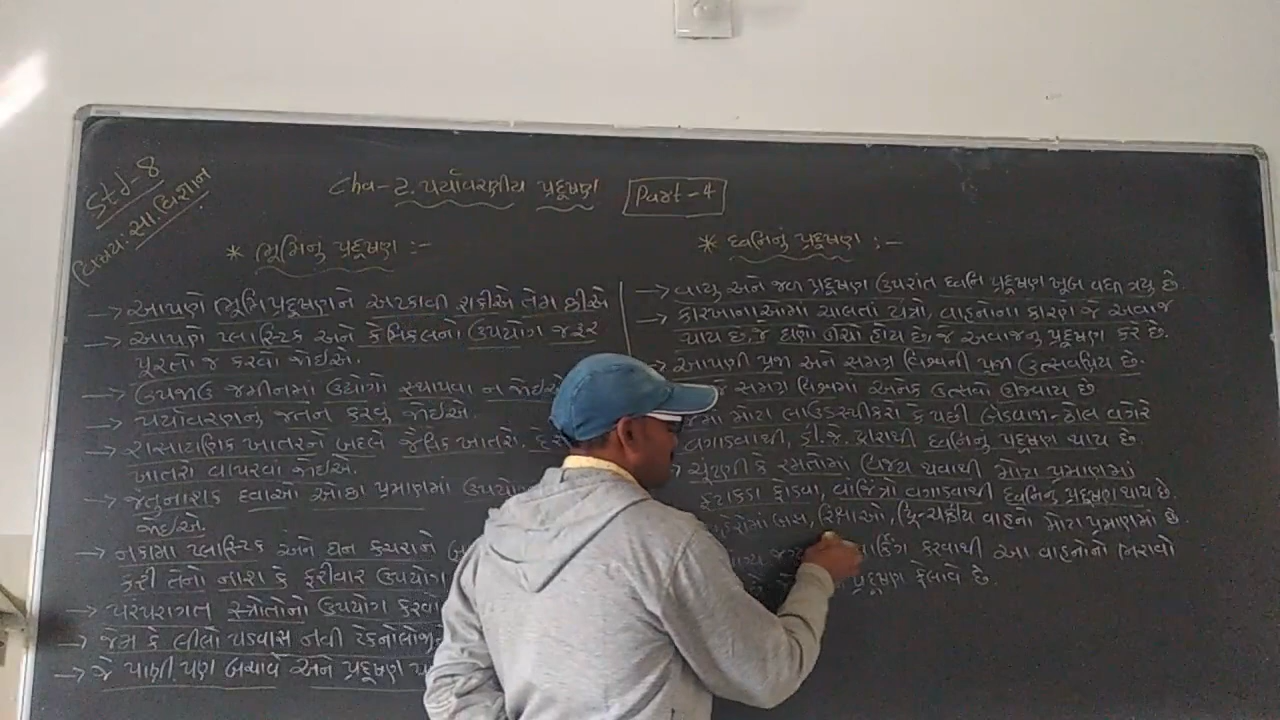 Std-8
વિષય: સા.વિજ્ઞાન
Cha-2. પર્યાવરણીય પ્રદૂષણ Part-4
* ભૂમિનું પ્રદૂષણ :-
→ આપણે ભૂમિપ્રદૂષણને અટકાવી શકીએ તેમ છીએ
→ આપણે પ્લાસ્ટિક અને કેમિકલનો ઉપયોગ જરૂર
પૂરતો જ કરવો જોઈએ.
→ ઉપજાઉ જમીનમાં ઉદ્યોગો સ્થાપવા ન જોઈએ
→ પર્યાવરણનું જતન કરવું જોઈએ.
→ રાસાયણિક ખાતરને બદલે જૈવિક ખાતરો.
ખાતરો વાપરવા જોઈએ.
→ જંતુનાશક દવાઓ ઓછા પ્રમાણમાં
જોઈએ.
→ નકામા પ્લાસ્ટિક અને ઘન કચરાને
કરી તેનો નાશ કે ફરીવાર ઉપયોગ
→ પરંપરાગત સ્ત્રોતોનો ઉપયોગ કરવો
→ જેમ કે લીલો પડવાસ નવી
→ જે પાણી પણ બચાવે અને પ્રદૂષણ
* ધ્વનિનું પ્રદૂષણ :-
→ વાયુ અને જળ પ્રદૂષણ ઉપરાંત ધ્વનિ પ્રદૂષણ ખુબ વધી ગયું છે.
→ કારખાનાઓમાં ચાલતાં યંત્રો, વાહનોના કારણે જે અવાજ
થાય છે, તે ઘણો ઊંચો હોય છે, જે અવાજનું પ્રદૂષણ કરે છે.
→ આપણી પ્રજા અને સમગ્ર વિશ્વની પ્રજા ઉત્સવપ્રિય છે.
સમગ્ર વિશ્વમાં અનેક ઉત્સવો ઊજવાય છે
મોટા લાઉડસ્પીકરો કે પછી બેન્ડવાજા-ઢોલ વગેરે
વગાડવાથી, ડી.જે. દ્વારાથી ધ્વનિનું પ્રદૂષણ થાય છે.
→ ચૂંટણી કે રમતોમાં વિજય થવાથી મોટા પ્રમાણમાં
ફટાકડા ફોડવા, વાજિંત્રો વગાડવાથી ધ્વનિનું પ્રદૂષણ થાય છે.
બસ, રીક્ષાઓ, દ્વિ-ચક્રીય વાહનો મોટા પ્રમાણમાં છે.
કરવાથી આ વાહનોનો ભરાવો
પ્રદૂષણ ફેલાવે છે.